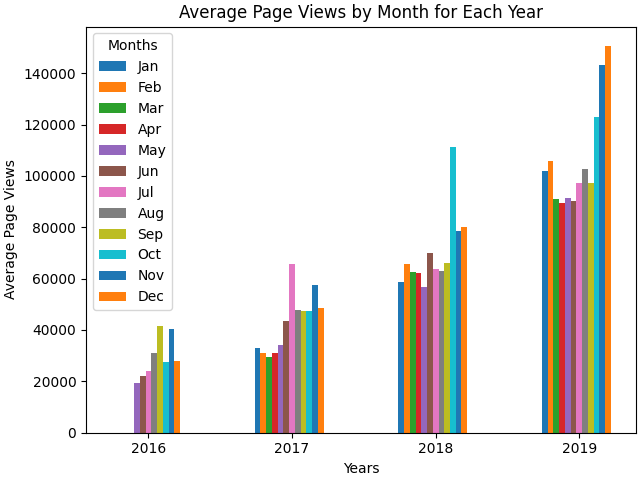 Average Page Views by Month for Each Year
Average Page Views
140000
120000
100000
80000
60000
40000
20000
0
Months
Jan
Feb
Mar
Apr
May
Jun
Jul
Aug
Sep
Oct
Nov
Dec
2016 2017 2018 2019
Years